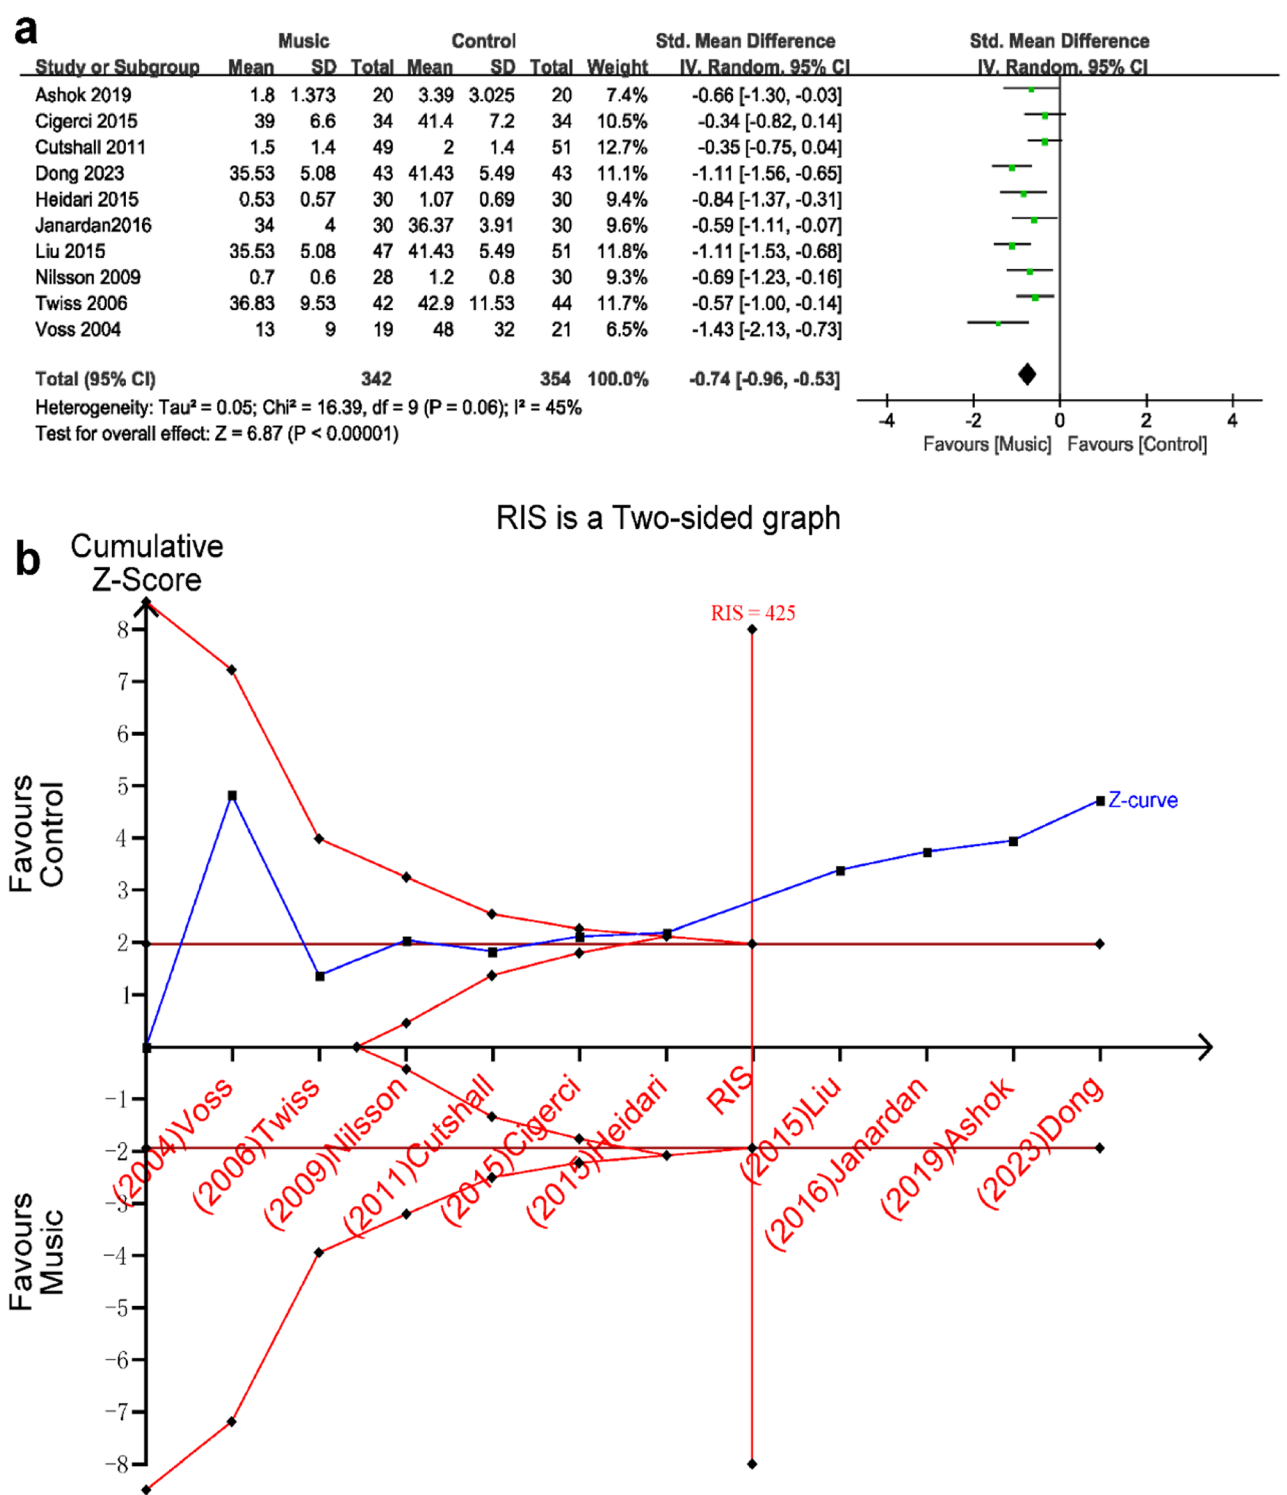 a
Music Control Std. Mean Difference Std. Mean Difference
Study or Subgroup Mean SD Total Mean SD Total Weight IV. Random. 95% CI IV. Random. 95% CI
Ashok 2019 1.8 1.373 20 3.39 3.025 20 7.4% -0.66 [-1.30, -0.03]
Cigerci 2015 39 6.6 34 41.4 7.2 34 10.5% -0.34 [-0.82, 0.14]
Cutshall 2011 1.5 1.4 49 2 1.4 51 12.7% -0.35 [-0.75, 0.04]
Dong 2023 35.53 5.08 43 41.43 5.49 43 11.1% -1.11 [-1.56, -0.65]
Heidari 2015 0.53 0.57 30 1.07 0.69 30 9.4% -0.84 [-1.37, -0.31]
Janardan2016 34 4 30 36.37 3.91 30 9.6% -0.59 [-1.11, -0.07]
Liu 2015 35.53 5.08 47 41.43 5.49 51 11.8% -1.11 [-1.53, -0.68]
Nilsson 2009 0.7 0.6 28 1.2 0.8 30 9.3% -0.69 [-1.23, -0.16]
Twiss 2006 36.83 9.53 42 42.9 11.53 44 11.7% -0.57 [-1.00, -0.14]
Voss 2004 13 9 19 48 32 21 6.5% -1.43 [-2.13, -0.73]
Total (95% CI) 342 354 100.0% -0.74 [-0.96, -0.53]
Heterogeneity: Tau² = 0.05; Chi² = 16.39, df = 9 (P = 0.06); I² = 45%
Test for overall effect: Z = 6.87 (P < 0.00001)
-4 -2 0 2 4
Favours [Music] Favours [Control]
RIS is a Two-sided graph
b
Cumulative
Z-Score
RIS = 425
8
7
6
5
4
3
2
1
-1
-2
-3
-4
-5
-6
-7
-8
Favours
Control
Favours
Music
Z-curve
(2004)Voss
(2006)Twiss
(2009)Nilsson
(2011)Cutshall
(2015)Cigerci
(2015)Heidari
RIS
(2015)Liu
(2016)Janardan
(2019)Ashok
(2023)Dong